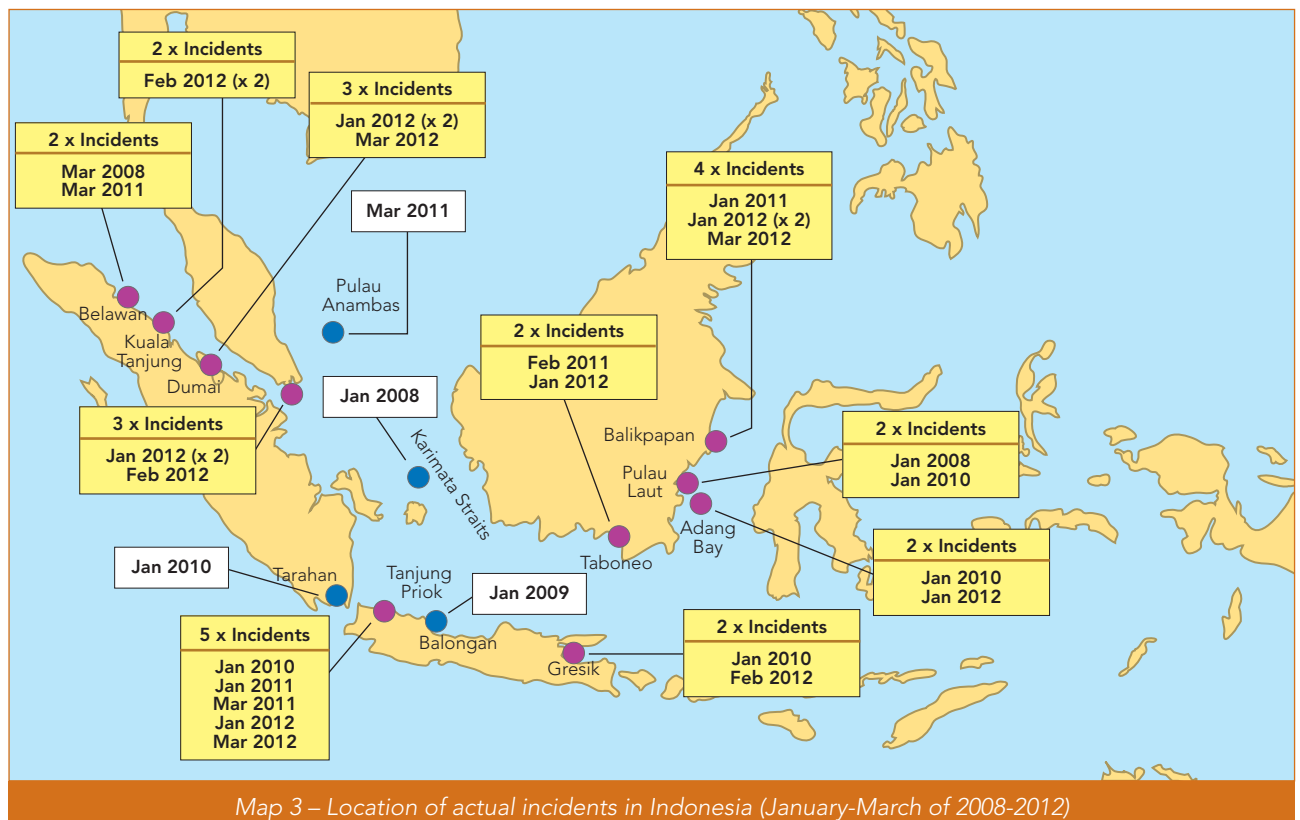 2 x Incidents
Feb 2012 (x 2)
3 x Incidents
Jan 2012 (x 2)
Mar 2012
2 x Incidents
Mar 2008
Mar 2011
4 x Incidents
Jan 2011
Jan 2012 (x 2)
Mar 2012
Mar 2011
Pulau
Anambas
Belawan
Kuala
Tanjung
Dumai
2 x Incidents
Feb 2011
Jan 2012
Jan 2008
Karimata Straits
3 x Incidents
Jan 2012 (x 2)
Feb 2012
Balikpapan
2 x Incidents
Jan 2008
Jan 2010
Pulau
Laut
Adang
Bay
Taboneo
2 x Incidents
Jan 2010
Jan 2012
Jan 2010
Tarahan
Tanjung
Priok
Jan 2009
Balongan
Gresik
5 x Incidents
Jan 2010
Jan 2011
Mar 2011
Jan 2012
Mar 2012
2 x Incidents
Jan 2010
Feb 2012
Map 3 – Location of actual incidents in Indonesia (January-March of 2008-2012)